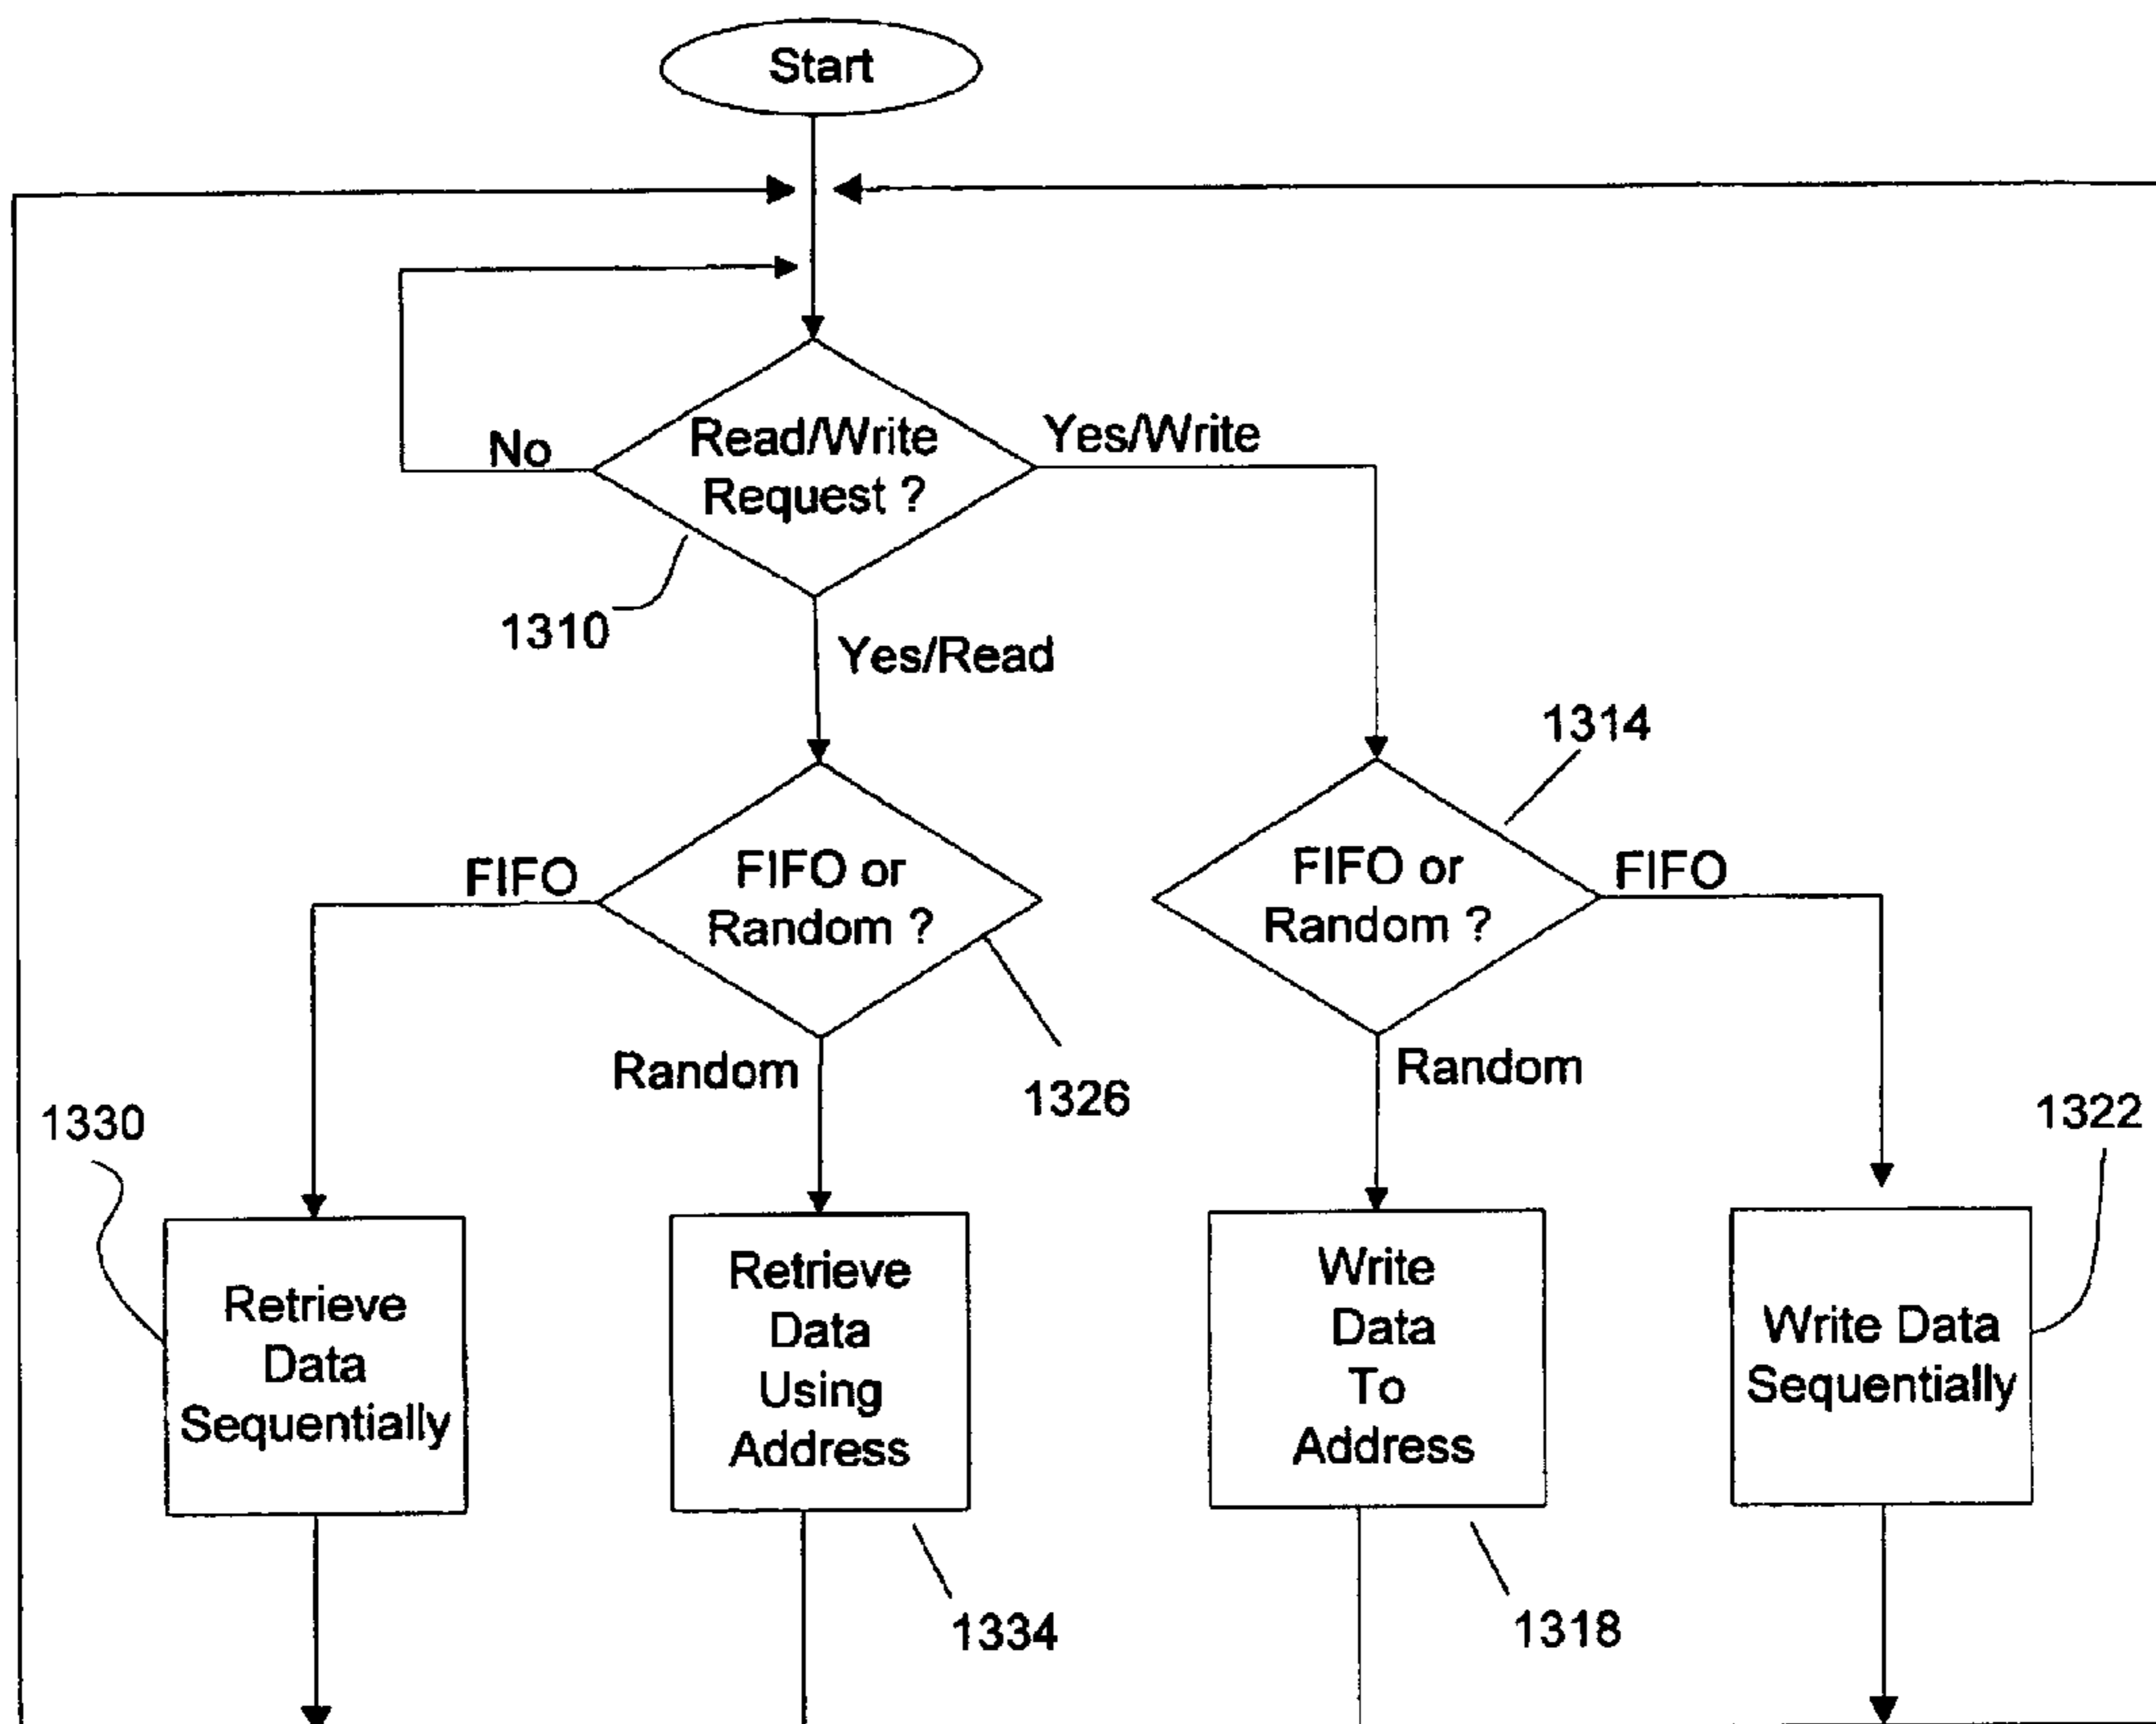 Start
No
Read/Write
Request ?
Yes/Write
1310
Yes/Read
1314
FIFO
FIFO or
Random ?
FIFO or
Random ?
FIFO
Random
1326
Random
1330
1322
Retrieve
Data
Sequentially
Retrieve
Data
Using
Address
Write
Data
To
Address
Write Data
Sequentially
1334
1318